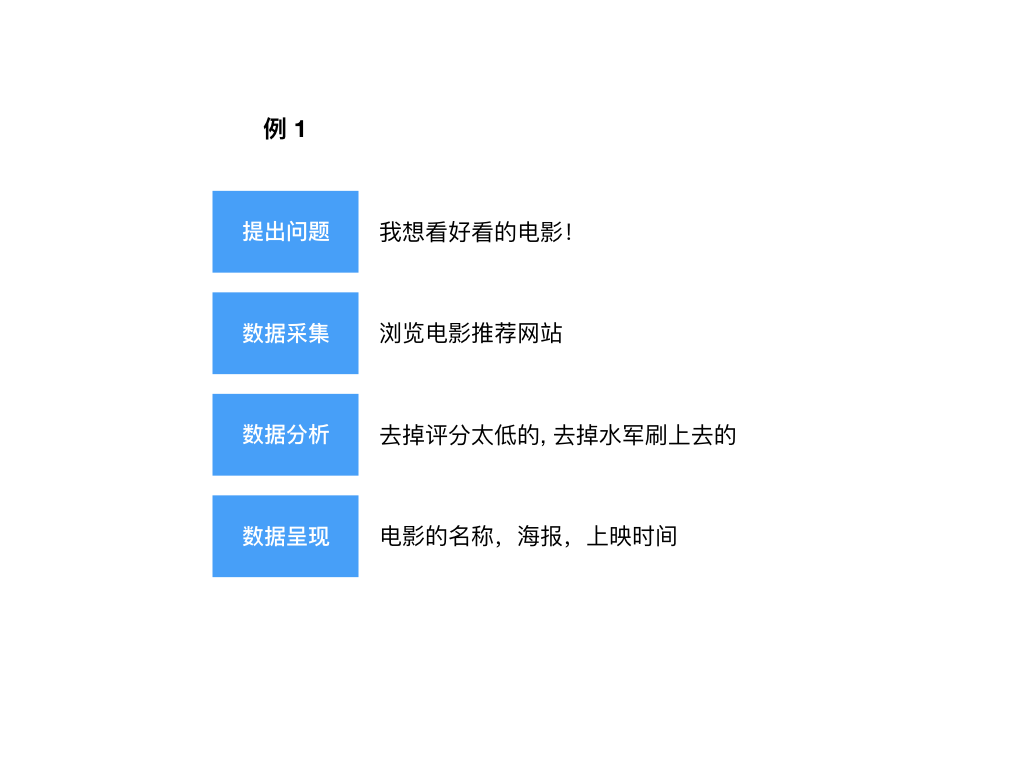 例 1
提出问题 我想看好看的电影！
数据采集 浏览电影推荐网站
数据分析 去掉评分太低的, 去掉水军刷上去的
数据呈现 电影的名称，海报，上映时间